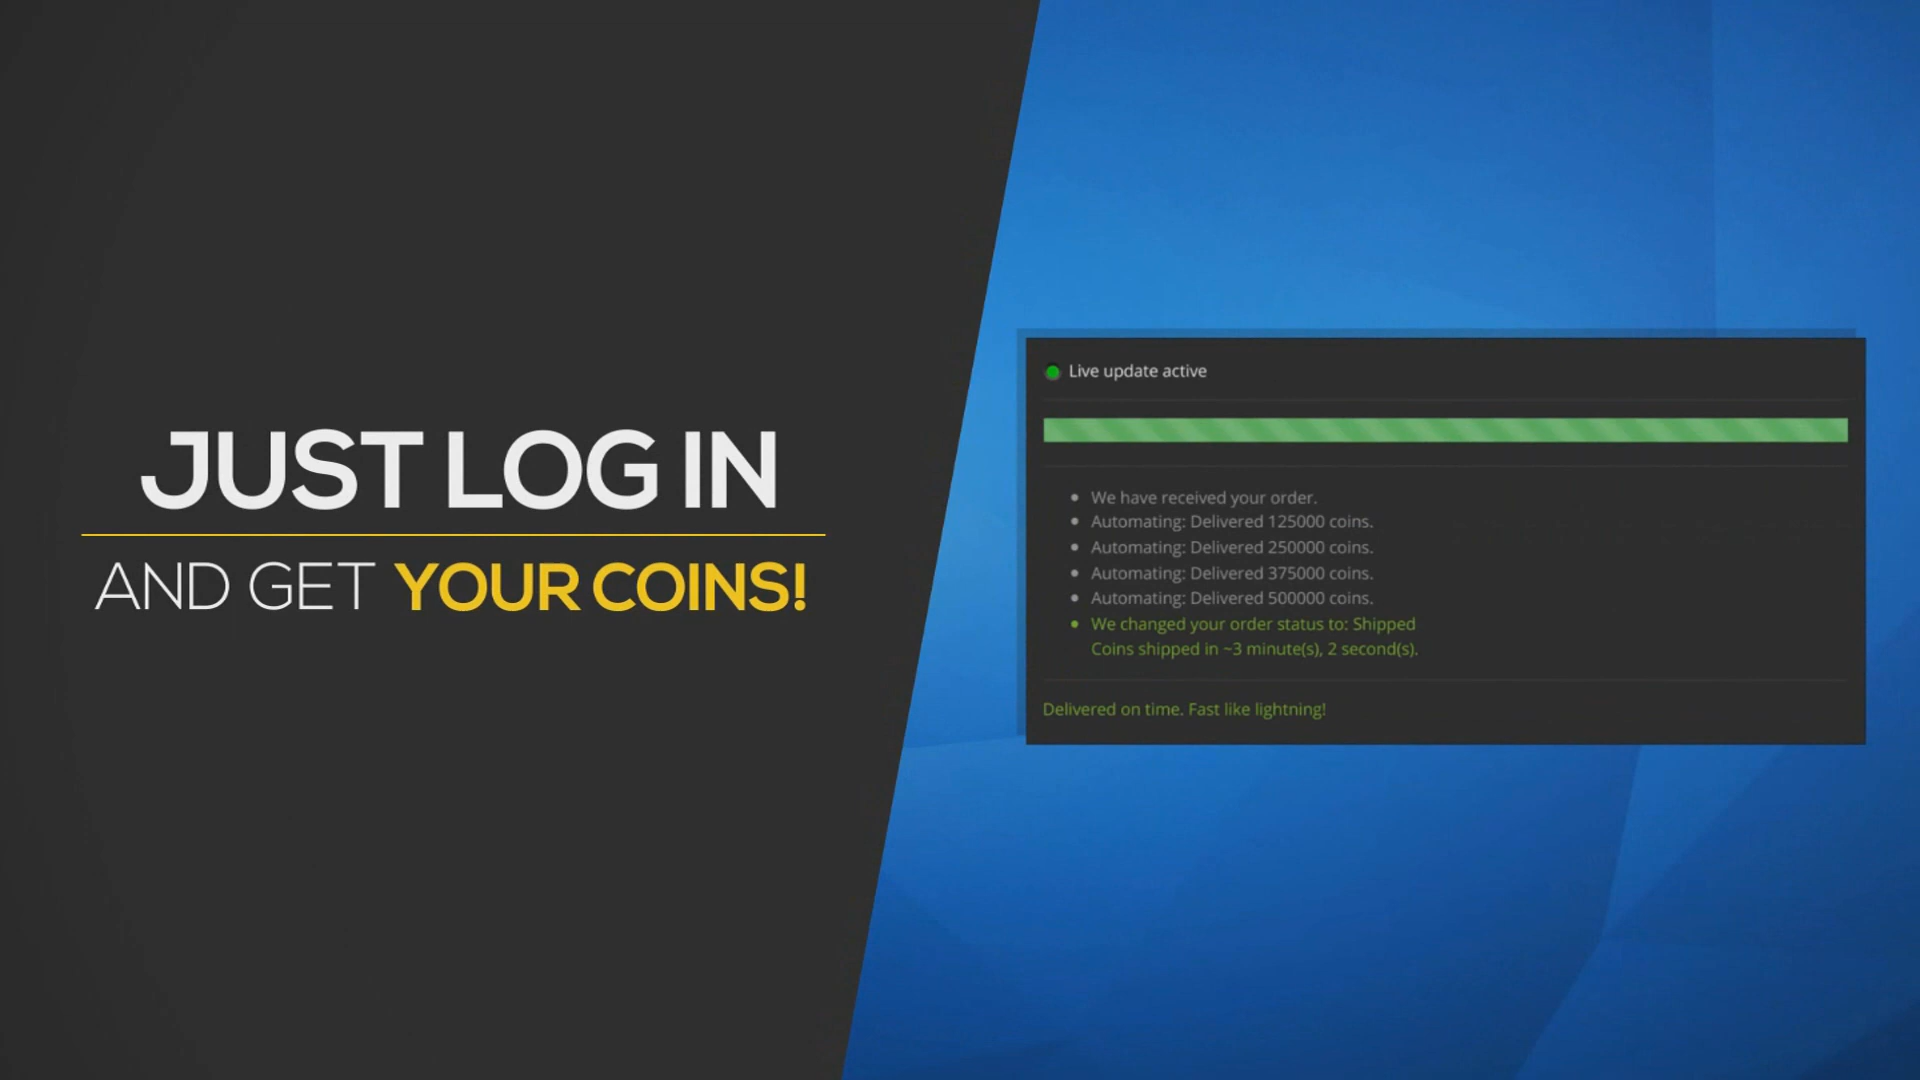 JUST LOG IN
AND GET YOUR COINS!
Live update active
We have received your order.
Automating: Delivered 125000 coins.
Automating: Delivered 250000 coins.
Automating: Delivered 375000 coins.
Automating: Delivered 500000 coins.
We changed your order status to: Shipped
Coins shipped in ~3 minute(s), 2 second(s).
Delivered on time. Fast like lightning!